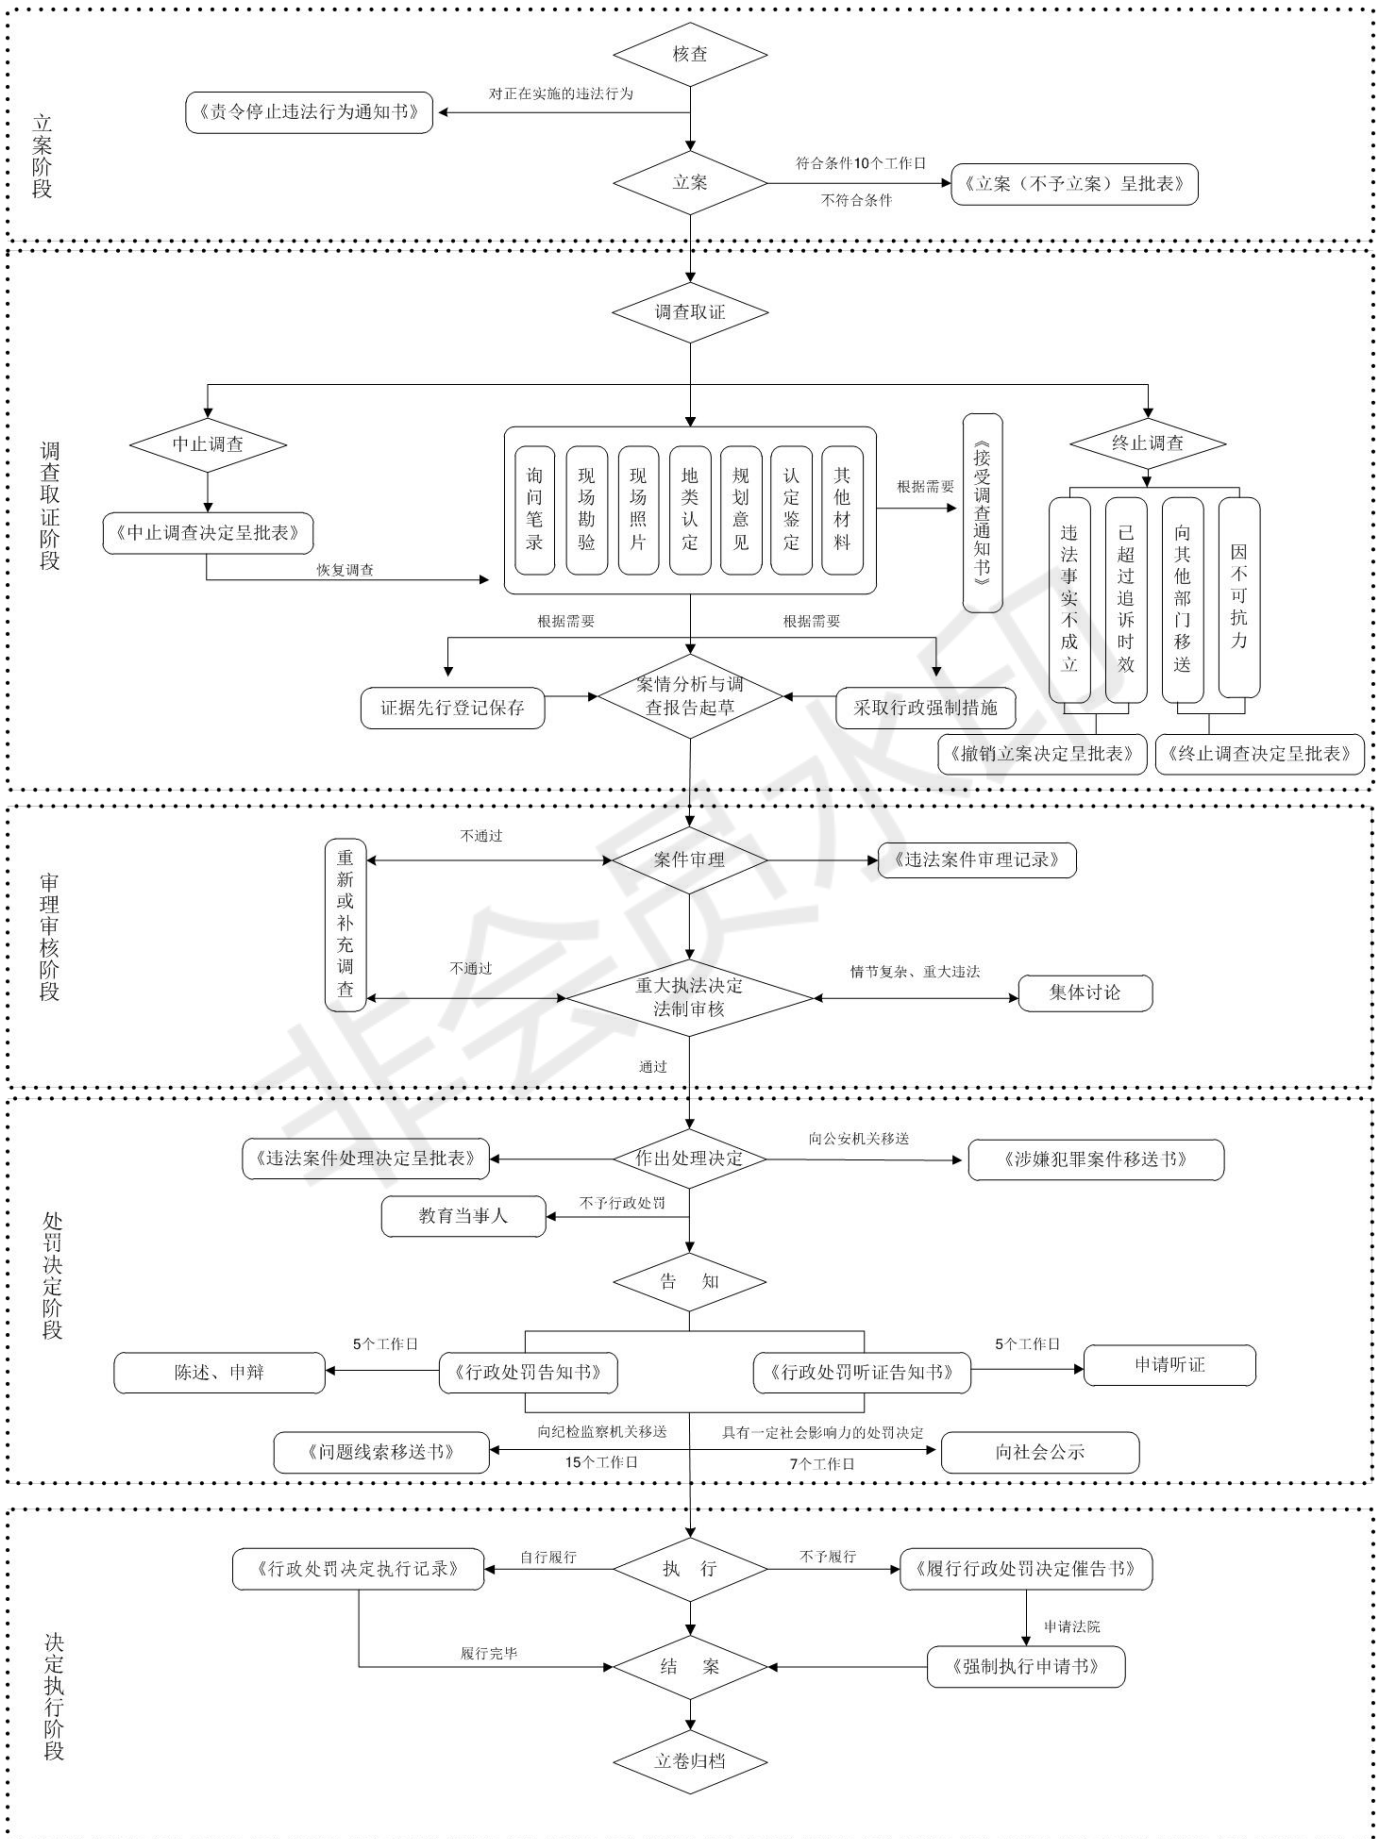 立案阶段
核查
对正在实施的违法行为
《责令停止违法行为通知书》
立案
符合条件10个工作日
不符合条件
《立案（不予立案）呈批表》
调查取证阶段
调查取证
中止调查
《中止调查决定呈批表》
恢复调查
询问笔录
现场勘验
现场照片
地类认定
规划意见
认定鉴定
其他材料
根据需要
《接受调查通知书》
终止调查
违法事实不成立
已超过追诉时效
向其他部门移送
因不可抗力
根据需要
根据需要
证据先行登记保存
案情分析与调
查报告起草
采取行政强制措施
《撤销立案决定呈批表》
《终止调查决定呈批表》
审理审核阶段
不通过
案件审理
《违法案件审理记录》
重新或补充调查
不通过
重大执法决定
法制审核
情节复杂、重大违法
集体讨论
通过
处罚决定阶段
《违法案件处理决定呈批表》
作出处理决定
向公安机关移送
《涉嫌犯罪案件移送书》
教育当事人
不予行政处罚
告 知
5个工作日
陈述、申辩
《行政处罚告知书》
《行政处罚听证告知书》
5个工作日
申请听证
向纪检监察机关移送
具有一定社会影响力的处罚决定
《问题线索移送书》
15个工作日
7个工作日
向社会公示
决定执行阶段
《行政处罚决定执行记录》
自行履行
执 行
不予履行
《履行行政处罚决定催告书》
申请法院
履行完毕
结 案
《强制执行申请书》
立卷归档
非会员水印